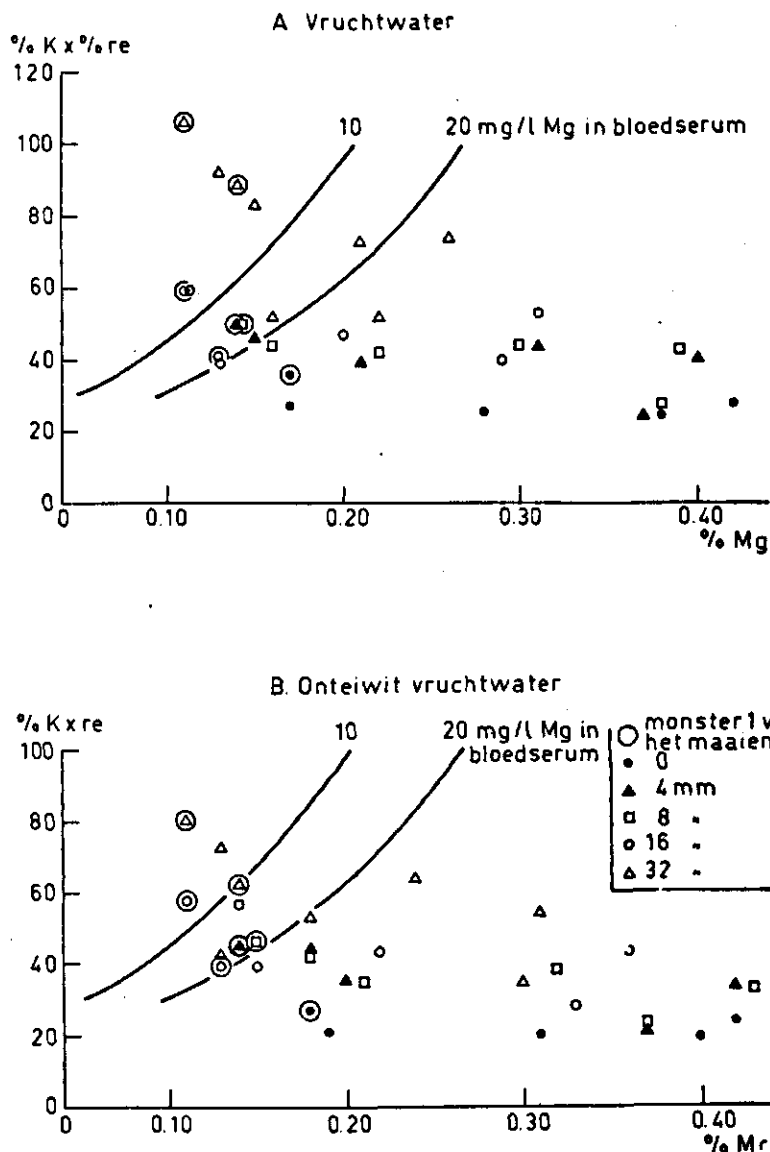 A Vruchtwater
% K x % re
120
100
80
60
40
20
0
10
20 mg/l Mg in bloedserum
0
0.10
0.20
0.30
0.40
% Mg
B. Onteiwit vruchtwater
% K x re
100
80
60
40
20
0
10
20 mg/l Mg in
bloedserum
monster 1 v
het maaien
0
4 mm
8 "
16 "
32 "
0
0.10
0.20
0.30
0.40
% Mr